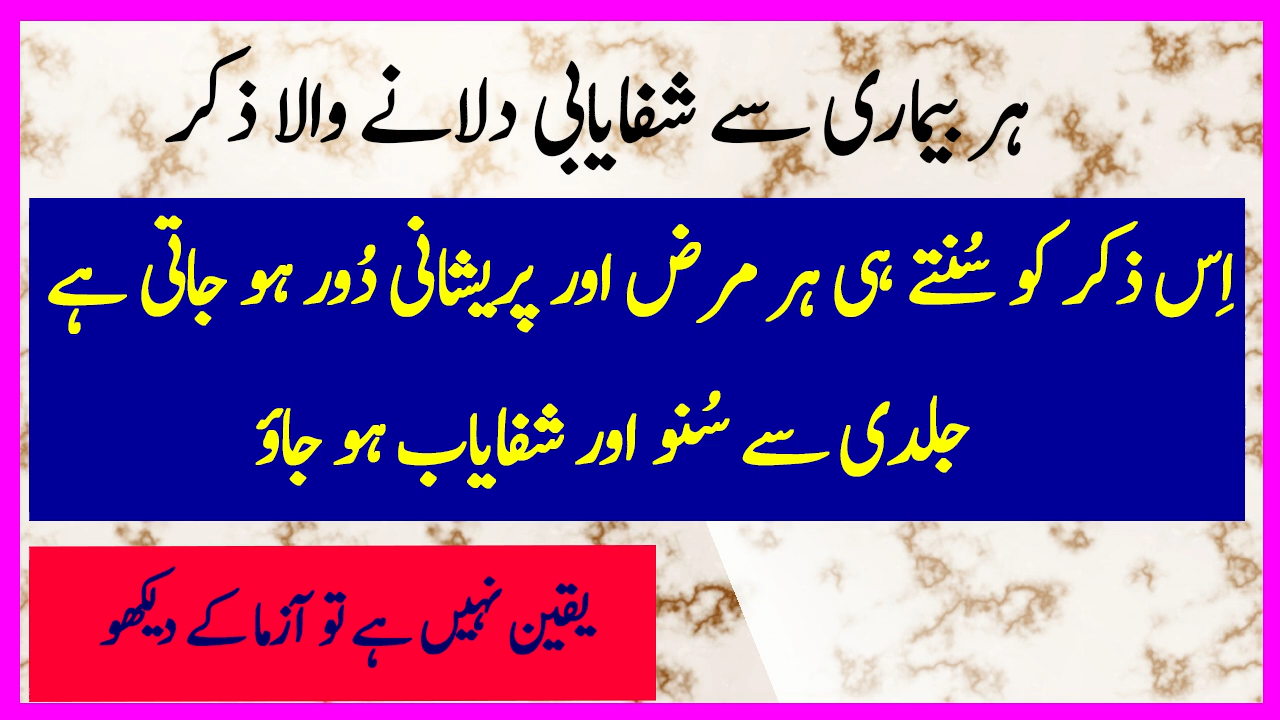 ہر بیماری سے شفایابی دلانے والا ذکر
اِس ذکر کو سُنتے ہی ہر مرض اور پریشانی دُور ہو جاتی ہے
جلدی سے سُنو اور شفایاب ہو جاؤ
یقین نہیں ہے تو آزما کے دیکھو